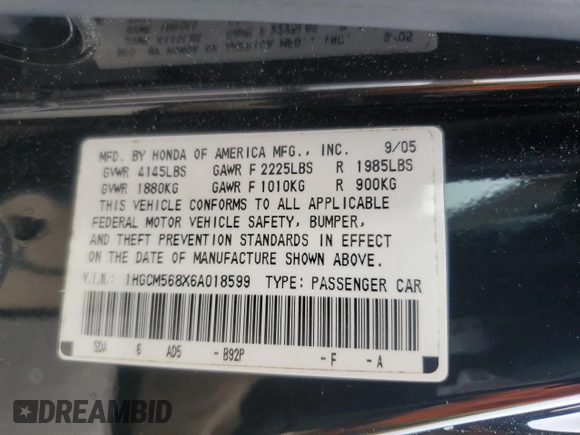 MFD. BY HONDA OF AMERICA MFG., INC. 9/05
GVWR 4145LBS GAWR F 2225LBS R 1985LBS
GVWR 1880KG GAWR F 1010KG R 900KG
THIS VEHICLE CONFORMS TO ALL APPLICABLE
FEDERAL MOTOR VEHICLE SAFETY, BUMPER,
AND THEFT PREVENTION STANDARDS IN EFFECT
ON THE DATE OF MANUFACTURE SHOWN ABOVE.
V.I.N.: 1HGCM568X6A018599 TYPE: PASSENGER CAR
SDA 6 AD5 -B92P -F -A
DREAMBID